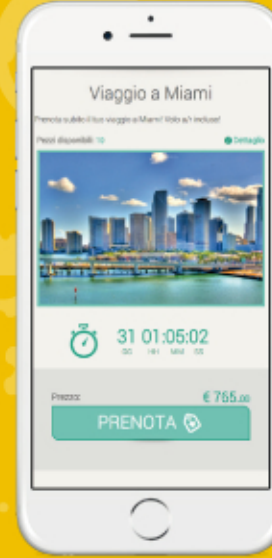 Viaggio a Miami
Prenota subito il tuo viaggio a Miami! Volo a/r incluso!
Pezzi disponibili: 10 Dettaglio
31 01:05:02
GG HH MM SS
Prezzo: € 765.00
PRENOTA